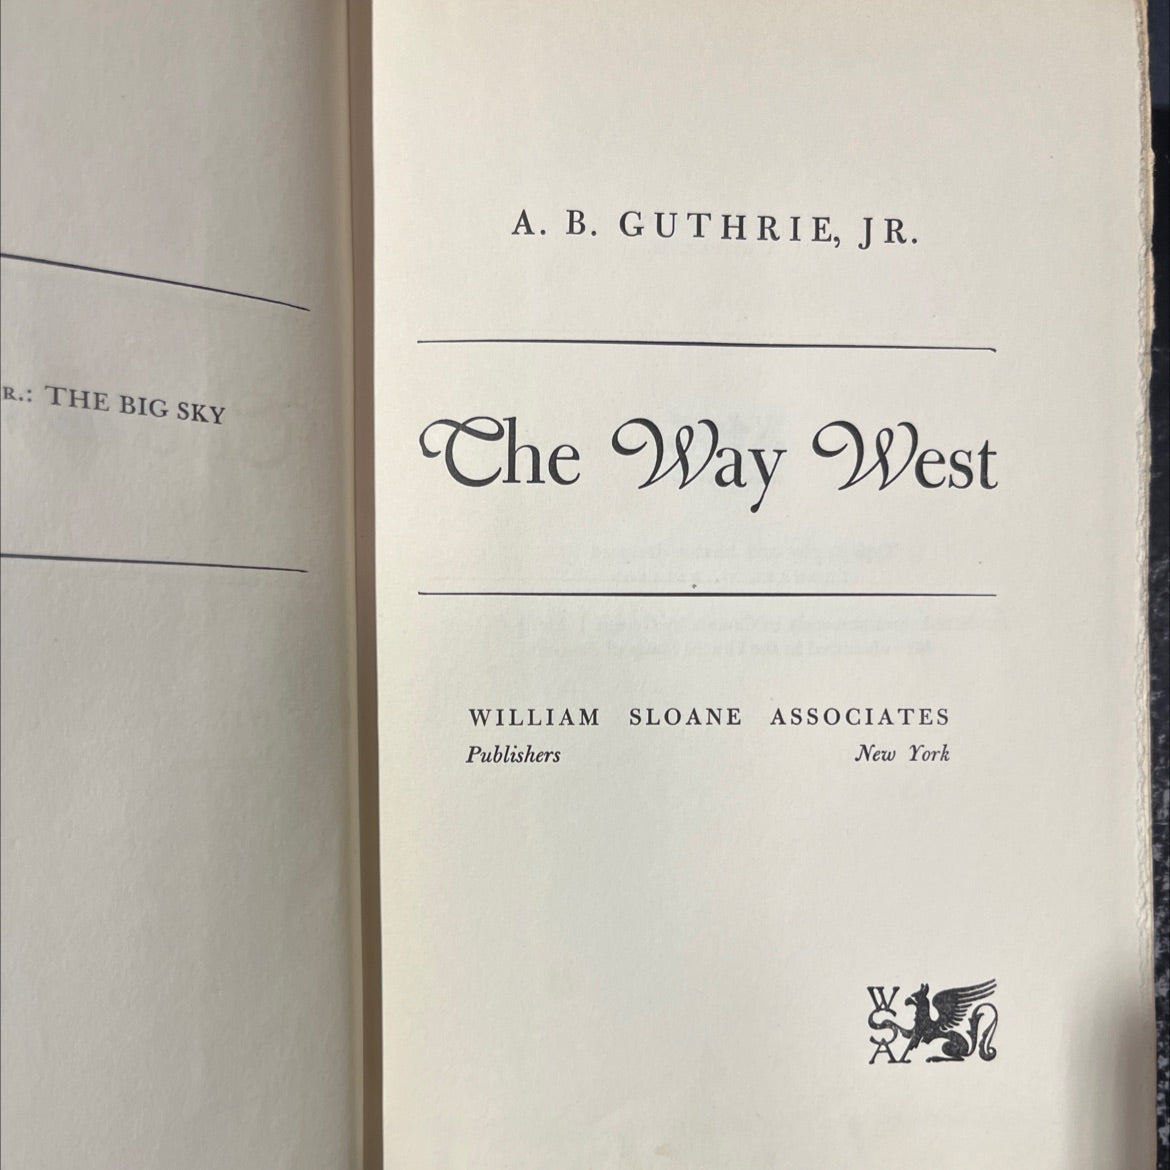 R.: THE BIG SKY
A. B. GUTHRIE, JR.
The Way West
WILLIAM SLOANE ASSOCIATES
Publishers New York
W
S
A